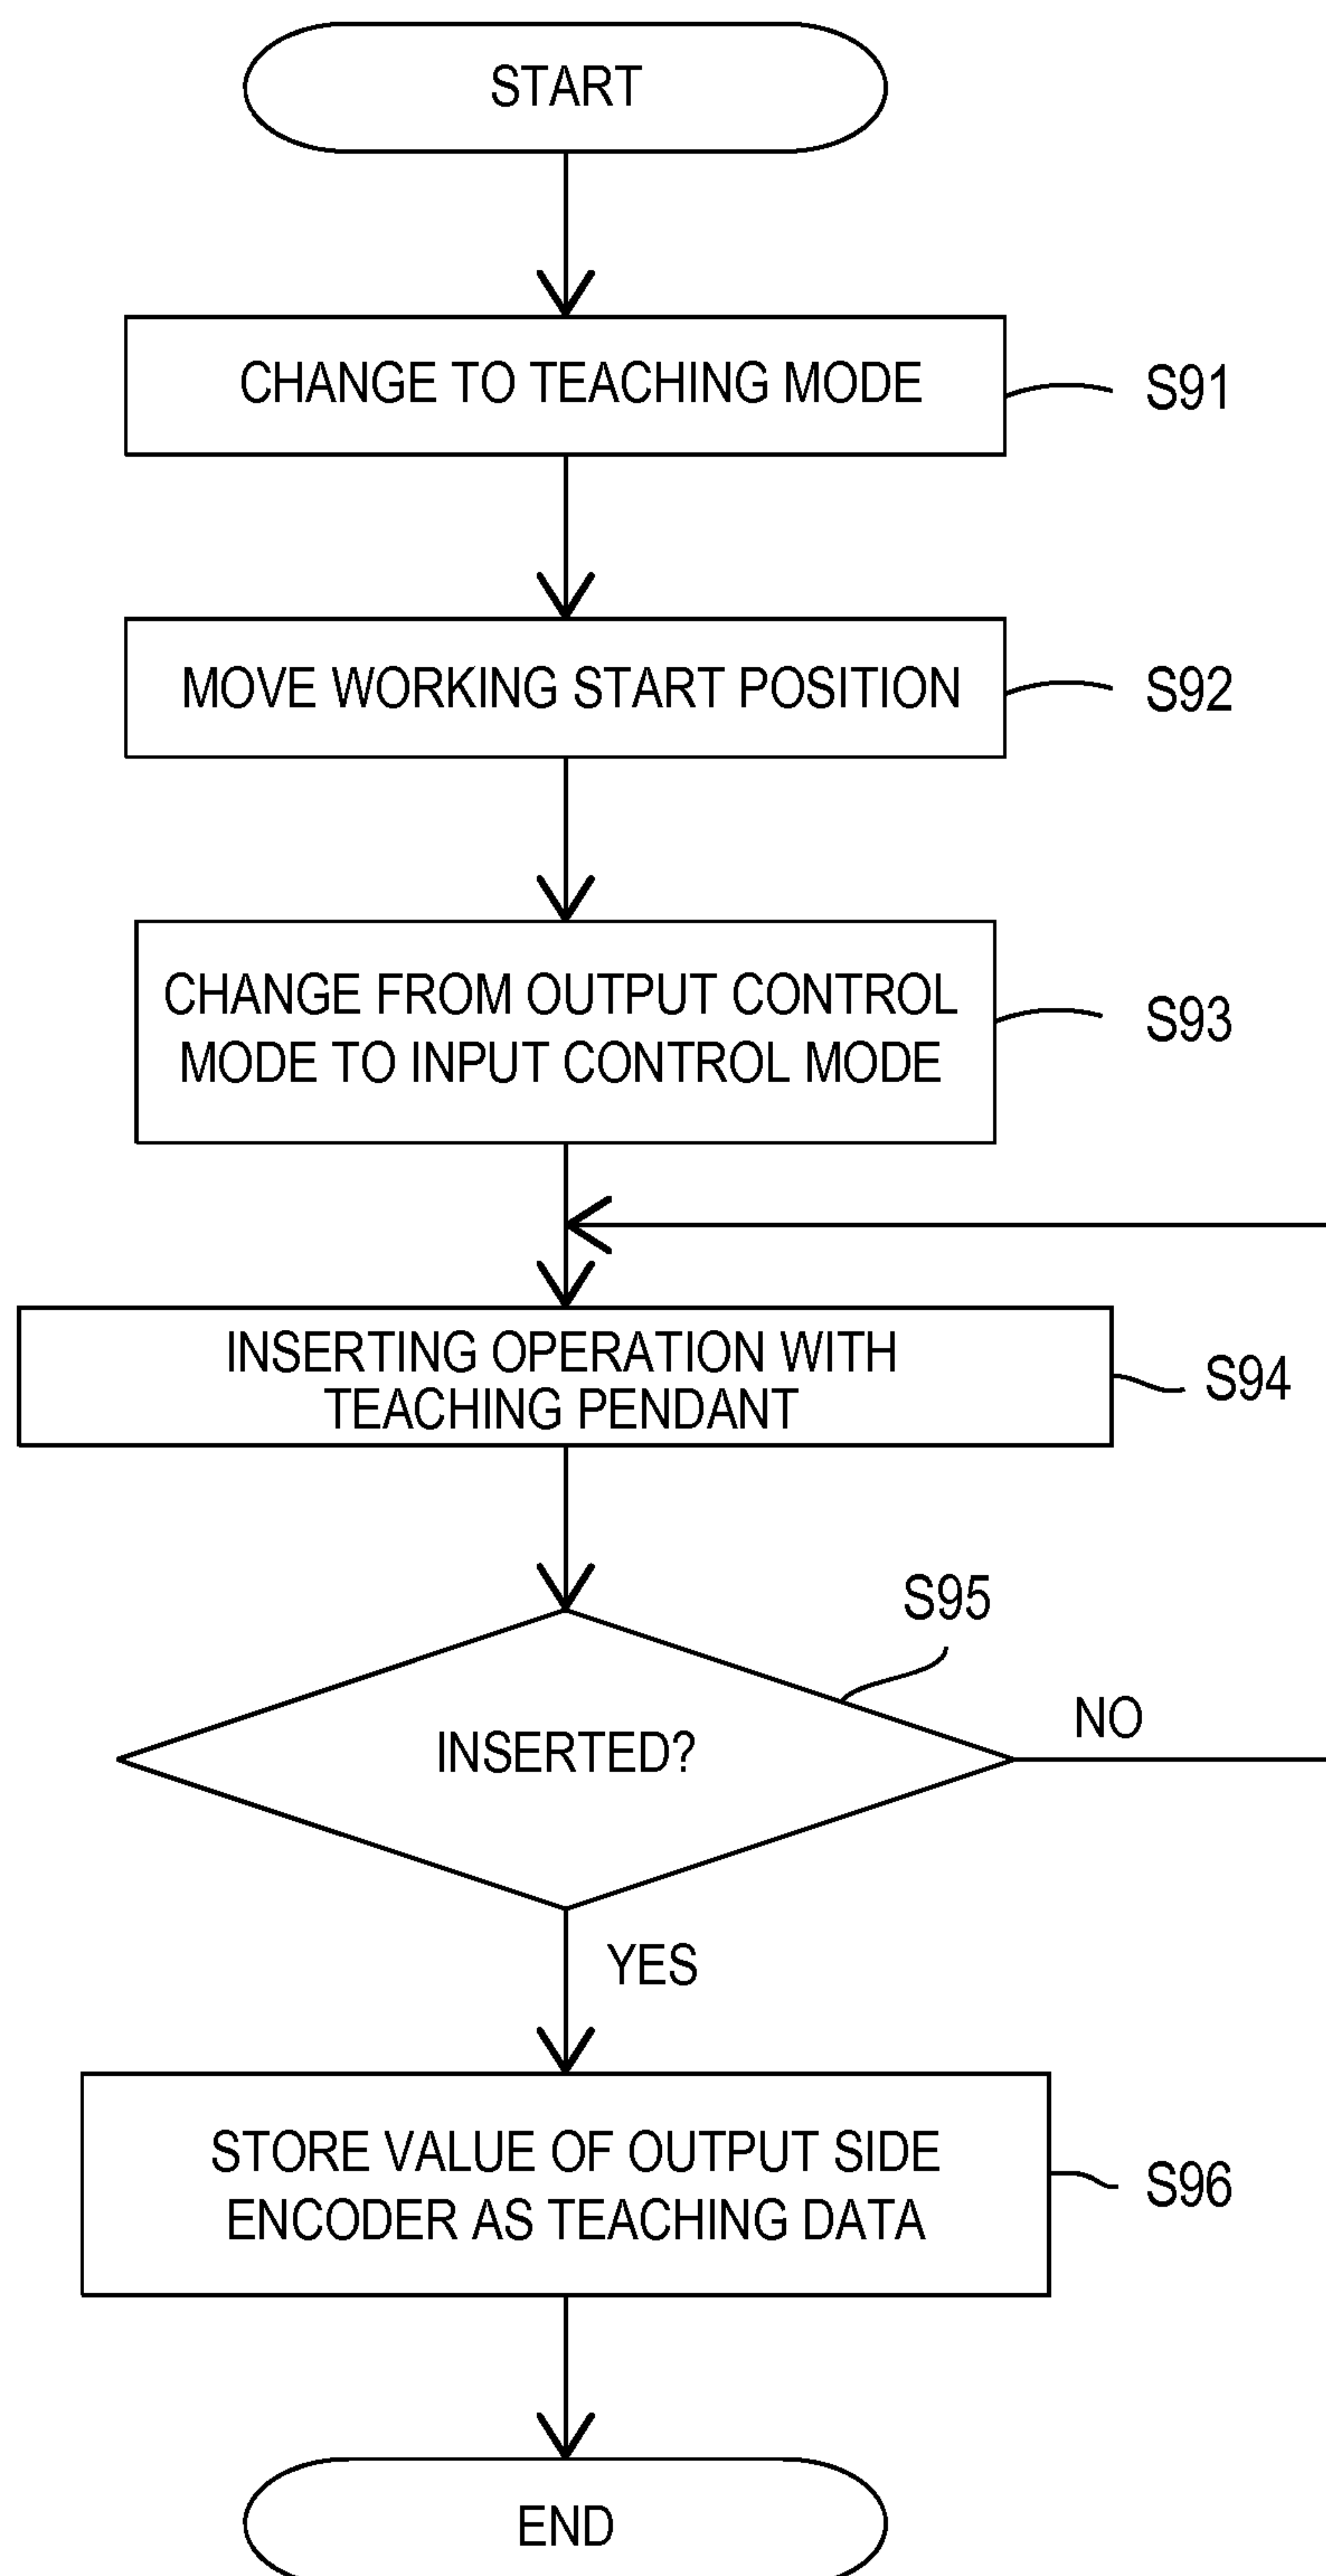 START
CHANGE TO TEACHING MODE
S91
MOVE WORKING START POSITION
S92
CHANGE FROM OUTPUT CONTROL
MODE TO INPUT CONTROL MODE
S93
INSERTING OPERATION WITH
TEACHING PENDANT
S94
S95
INSERTED?
NO
YES
STORE VALUE OF OUTPUT SIDE
ENCODER AS TEACHING DATA
S96
END